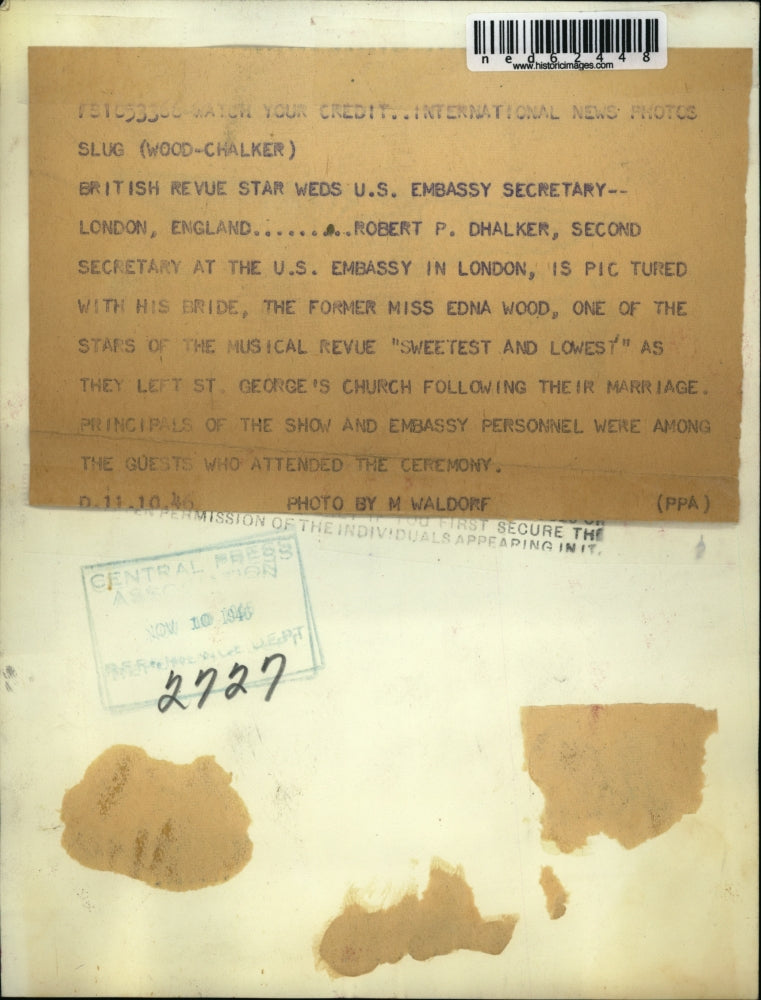 ned62448
www.historicimages.com
WATCH YOUR CREDIT..INTERNATIONAL NEWS PHOTOS
SLUG (WOOD-CHALKER)
BRITISH REVUE STAR WEDS U.S. EMBASSY SECRETARY--
LONDON, ENGLAND..........ROBERT P. DHALKER, SECOND
SECRETARY AT THE U.S. EMBASSY IN LONDON, IS PIC TURED
WITH HIS BRIDE, THE FORMER MISS EDNA WOOD, ONE OF THE
STARS OF THE MUSICAL REVUE "SWEETEST AND LOWEST" AS
THEY LEFT ST. GEORGE'S CHURCH FOLLOWING THEIR MARRIAGE.
PRINCIPALS OF THE SHOW AND EMBASSY PERSONNEL WERE AMONG
THE GUESTS WHO ATTENDED THE CEREMONY.
D.11.10.46 PHOTO BY M WALDORF (PPA)
YOU FIRST SECURE THE
PERMISSION OF THE INDIVIDUALS APPEARING IN IT.
CENTRAL PRESS
NOV 10 1946
DEPT
2727